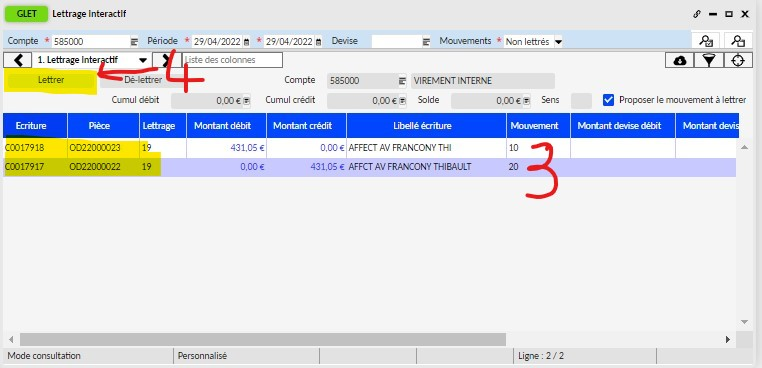 GLET Lettrage Interactif
Compte * 585000 Période * 29/04/2022 * 29/04/2022 Devise Mouvements * Non lettrés
1. Lettrage Interactif Liste des colonnes
4
Lettrer Dé-lettrer Compte 585000 VIREMENT INTERNE
Cumul débit 0,00 € Cumul crédit 0,00 € Solde 0,00 € Sens Proposer le mouvement à lettrer
Ecriture Pièce Lettrage Montant débit Montant crédit Libellé écriture Mouvement Montant devise débit Montant devis
C0017918 OD22000023 19 431,05 € 0,00 € AFFECT AV FRANCONY THI 10
C0017917 OD22000022 19 0,00 € 431,05 € AFFCT AV FRANCONY THIBAULT 20
3
Mode consultation Personnalisé Ligne : 2 / 2